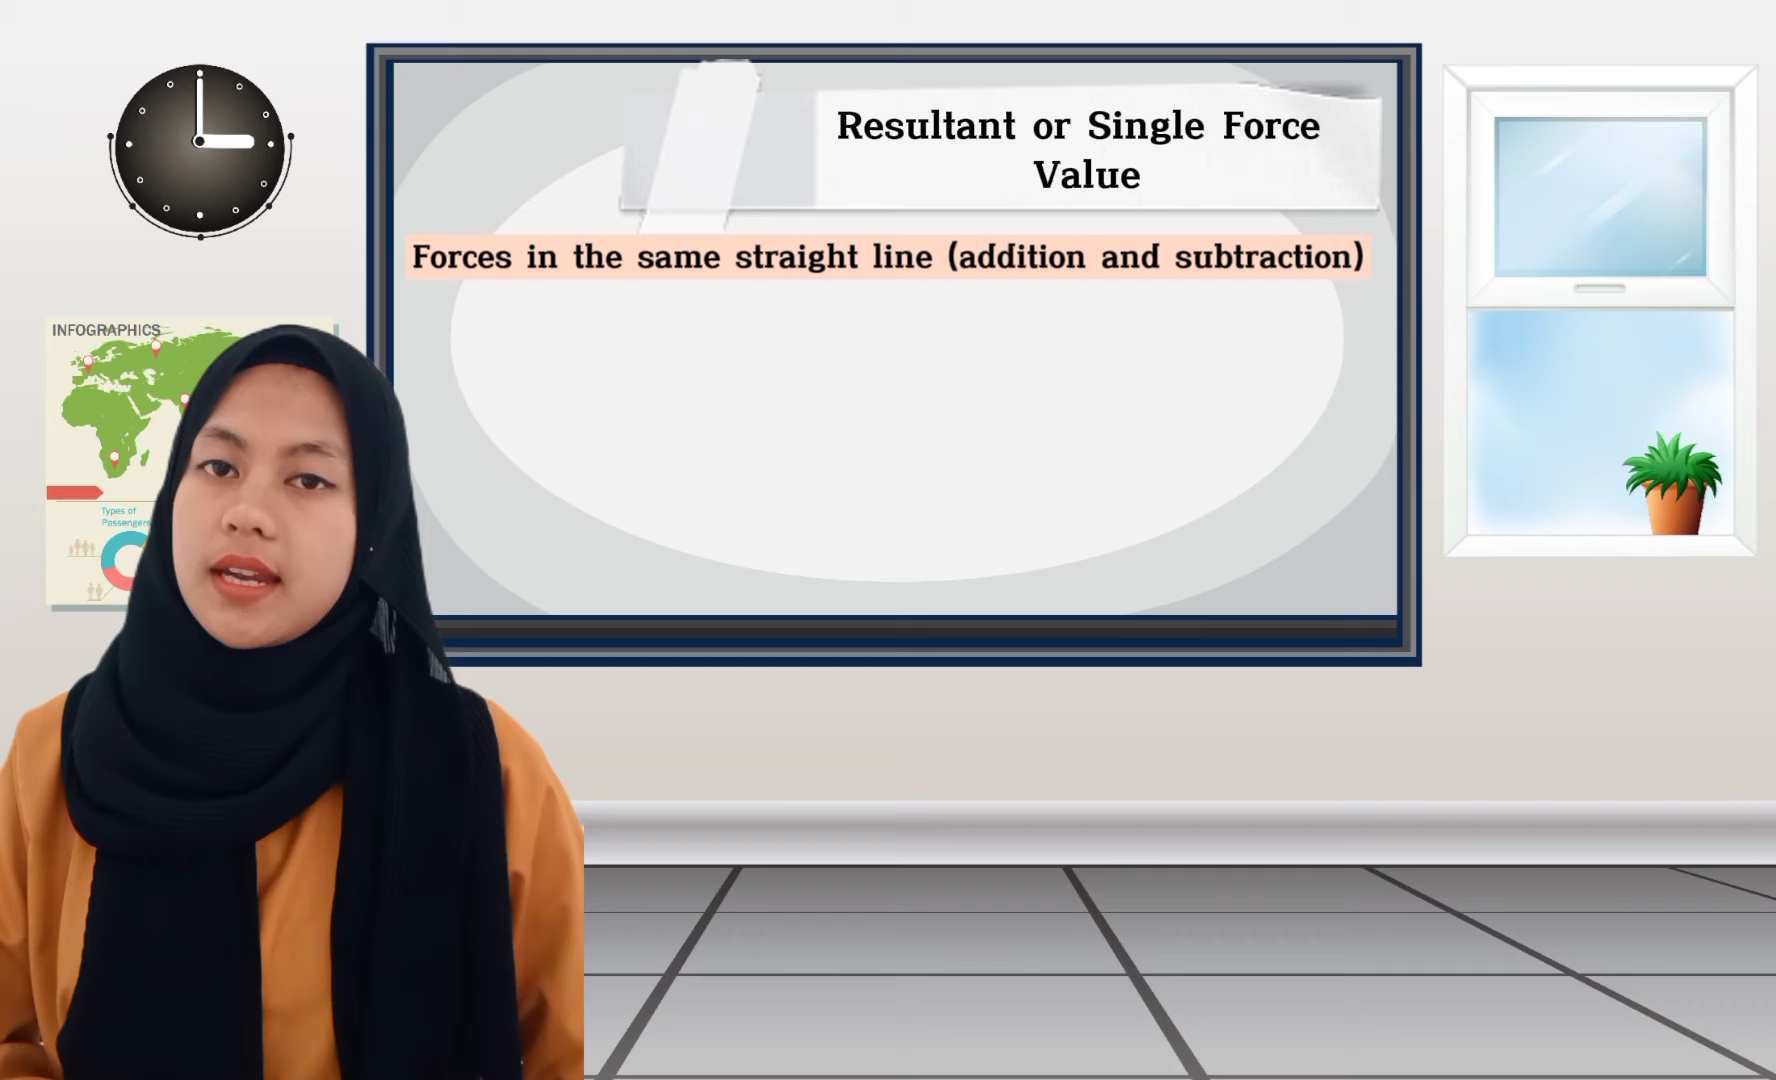 Resultant or Single Force
Value
Forces in the same straight line (addition and subtraction)
INFOGRAPHICS
Types of
Passengers